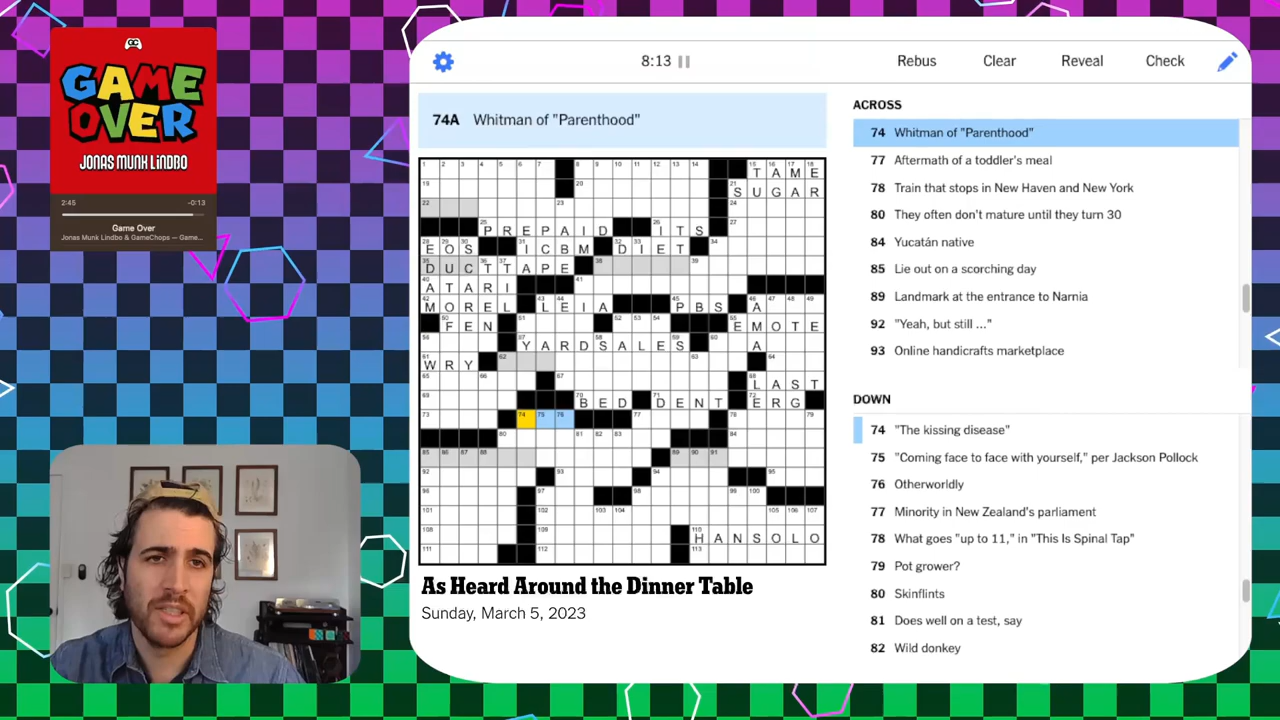 GAME
OVER
JONAS MUNK LINDBO
2:45
-0:13
Game Over
Jonas Munk Lindbo & GameChops — Game...
8:13
Rebus
Clear
Reveal
Check
74A Whitman of "Parenthood"
TAME
SUGAR
PREPAID
ITS
EOS
ICBM
DIET
DUCTTAPE
ATARI
MOREL
LEIA
PBS
A
FEN
EMOTE
YARDSALES
A
WRY
LAST
BED
DENT
ERG
HANSOLO
As Heard Around the Dinner Table
Sunday, March 5, 2023
ACROSS
74 Whitman of "Parenthood"
77 Aftermath of a toddler's meal
78 Train that stops in New Haven and New York
80 They often don't mature until they turn 30
84 Yucatán native
85 Lie out on a scorching day
89 Landmark at the entrance to Narnia
92 "Yeah, but still ..."
93 Online handicrafts marketplace
DOWN
74 "The kissing disease"
75 "Coming face to face with yourself," per Jackson Pollock
76 Otherworldly
77 Minority in New Zealand's parliament
78 What goes "up to 11," in "This Is Spinal Tap"
79 Pot grower?
80 Skinflints
81 Does well on a test, say
82 Wild donkey